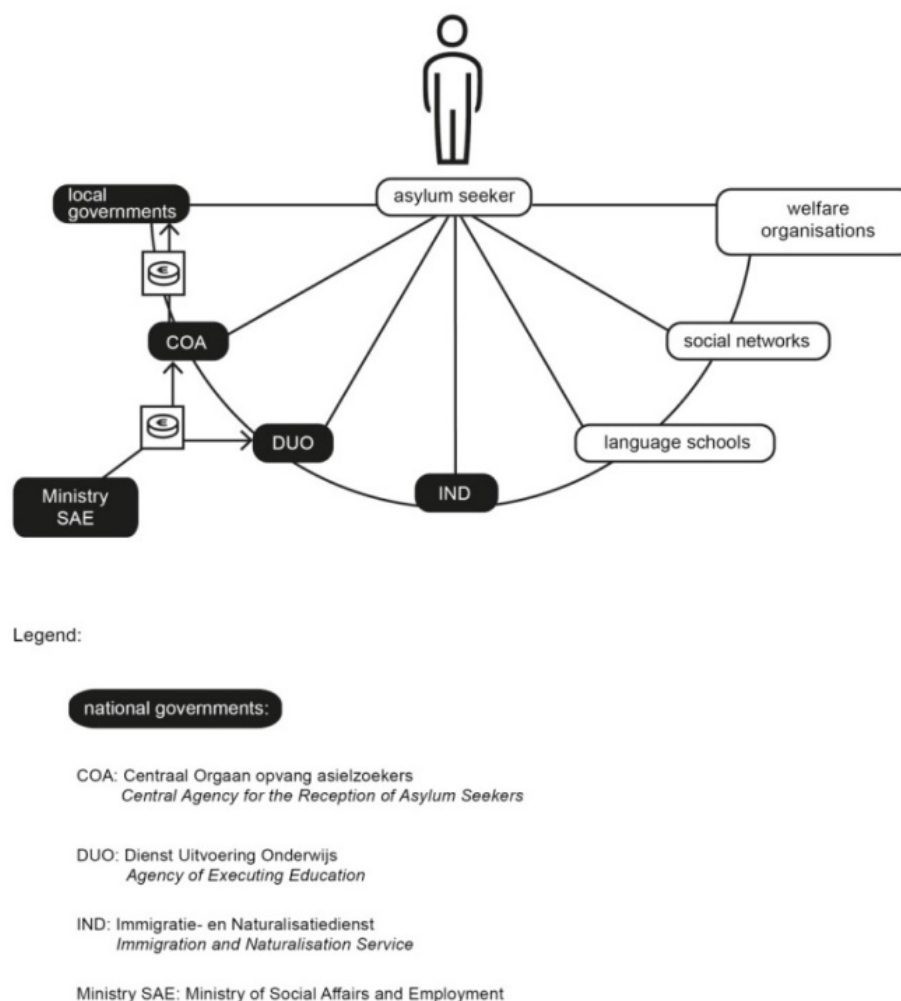 asylum seeker
local
governments
welfare
organisations
€
COA
social networks
€
DUO
language schools
Ministry
SAE
IND
Legend:
national governments:
COA: Centraal Orgaan opvang asielzoekers
Central Agency for the Reception of Asylum Seekers
DUO: Dienst Uitvoering Onderwijs
Agency of Executing Education
IND: Immigratie- en Naturalisatiedienst
Immigration and Naturalisation Service
Ministry SAE: Ministry of Social Affairs and Employment